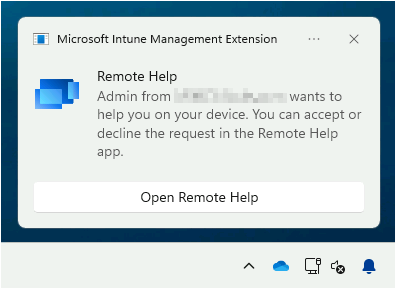 Microsoft Intune Management Extension
Remote Help
Admin from wants to
help you on your device. You can accept or
decline the request in the Remote Help
app.
Open Remote Help